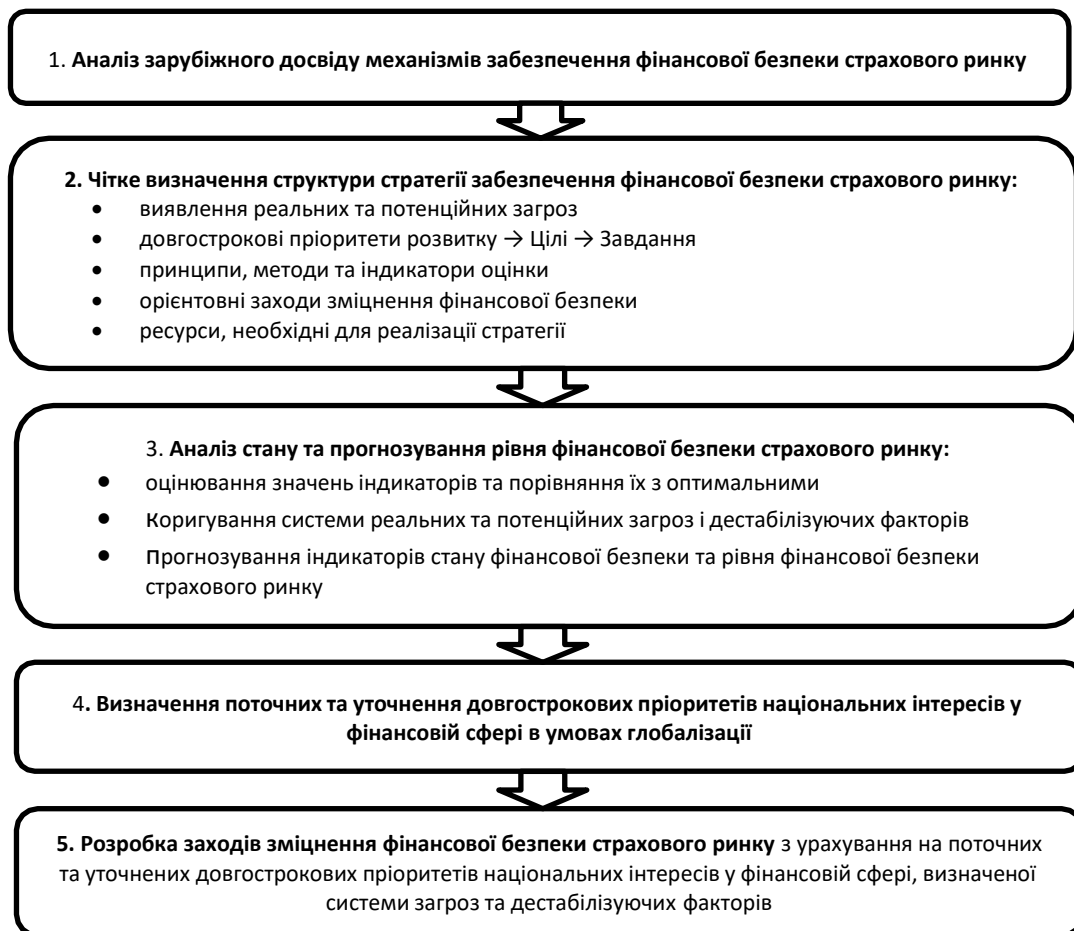 1. Аналіз зарубіжного досвіду механізмів забезпечення фінансової безпеки страхового ринку
2. Чітке визначення структури стратегії забезпечення фінансової безпеки страхового ринку:
• виявлення реальних та потенційних загроз
• довгострокові пріоритети розвитку → Цілі → Завдання
• принципи, методи та індикатори оцінки
• орієнтовні заходи зміцнення фінансової безпеки
• ресурси, необхідні для реалізації стратегії
3. Аналіз стану та прогнозування рівня фінансової безпеки страхового ринку:
• оцінювання значень індикаторів та порівняння їх з оптимальними
• Коригування системи реальних та потенційних загроз і дестабілізуючих факторів
• Прогнозування індикаторів стану фінансової безпеки та рівня фінансової безпеки
страхового ринку
4. Визначення поточних та уточнення довгострокових пріоритетів національних інтересів у
фінансовій сфері в умовах глобалізації
5. Розробка заходів зміцнення фінансової безпеки страхового ринку з урахування на поточних
та уточнених довгострокових пріоритетів національних інтересів у фінансовій сфері, визначеної
системи загроз та дестабілізуючих факторів